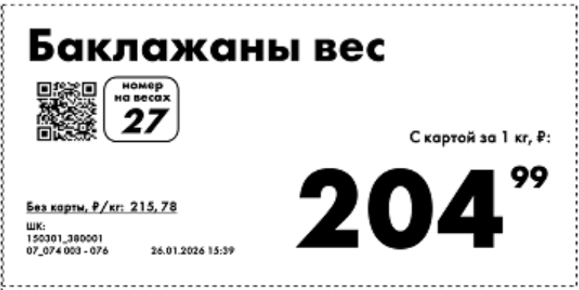 Баклажаны вес
номер
на весах
27
С картой за 1 кг, ₽:
204 99
Без карты, ₽/кг: 215, 78
ШК:
150301_380001
07_074 003 - 076 26.01.2026 15:39